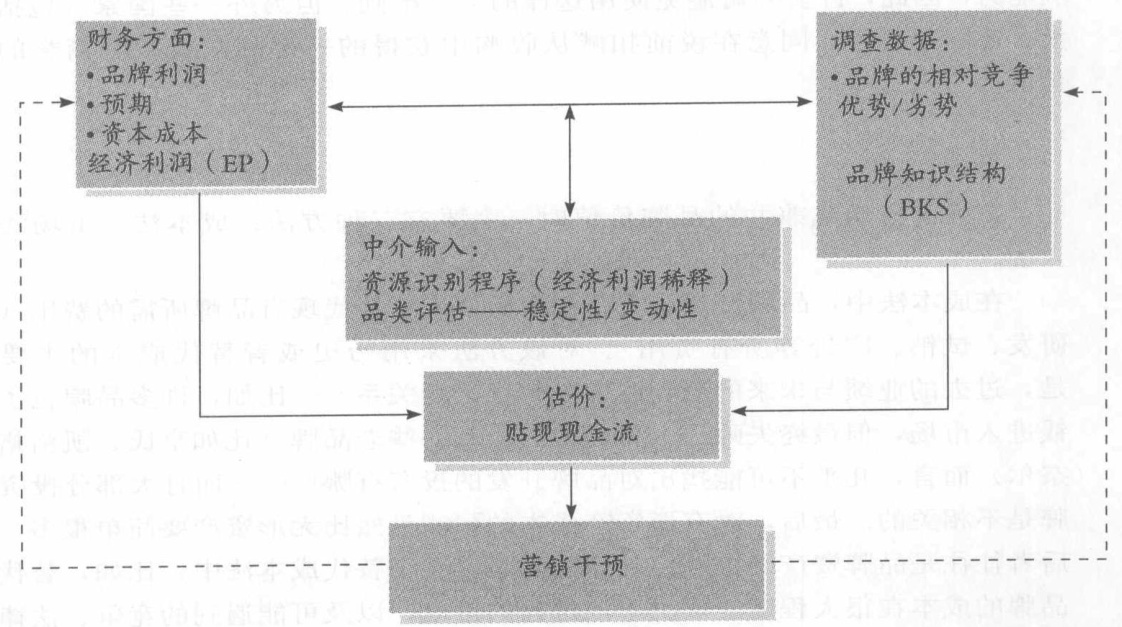 财务方面：
• 品牌利润
• 预期
• 资本成本
经济利润（EP）
调查数据：
• 品牌的相对竞争
优势/劣势
品牌知识结构
（BKS）
中介输入：
资源识别程序（经济利润稀释）
品类评估——稳定性/变动性
估价：
贴现现金流
营销干预